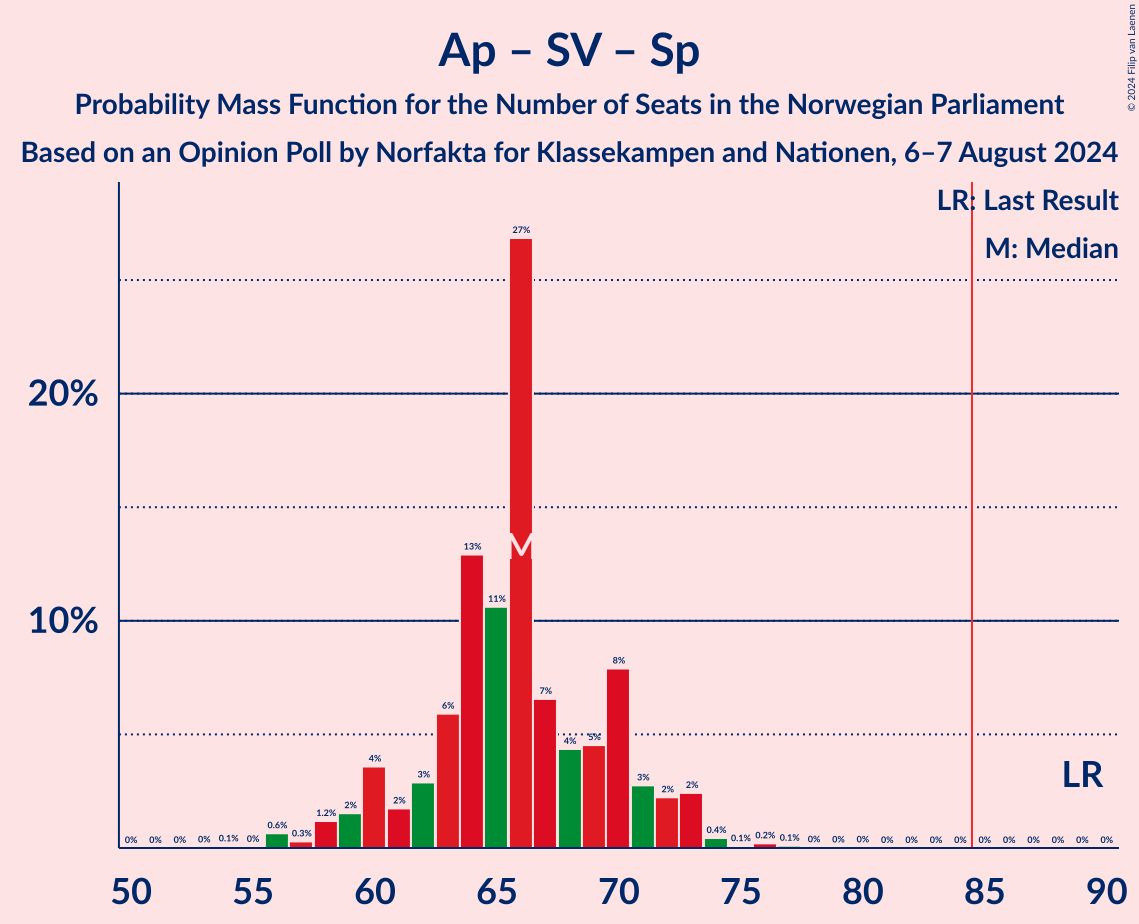 Ap – SV – Sp
Probability Mass Function for the Number of Seats in the Norwegian Parliament
Based on an Opinion Poll by Norfakta for Klassekampen and Nationen, 6–7 August 2024
© 2024 Filip van Laenen
LR: Last Result
M: Median
20%
10%
0% 0% 0% 0% 0.1% 0% 0.6% 0.3% 1.2% 2% 4% 2% 3% 6% 13% 11% 27% 7% 4% 5% 8% 3% 2% 2% 0.4% 0.1% 0.2% 0.1% 0% 0% 0% 0% 0% 0% 0% 0% 0% 0% 0% 0% 0%
M
LR
50 55 60 65 70 75 80 85 90